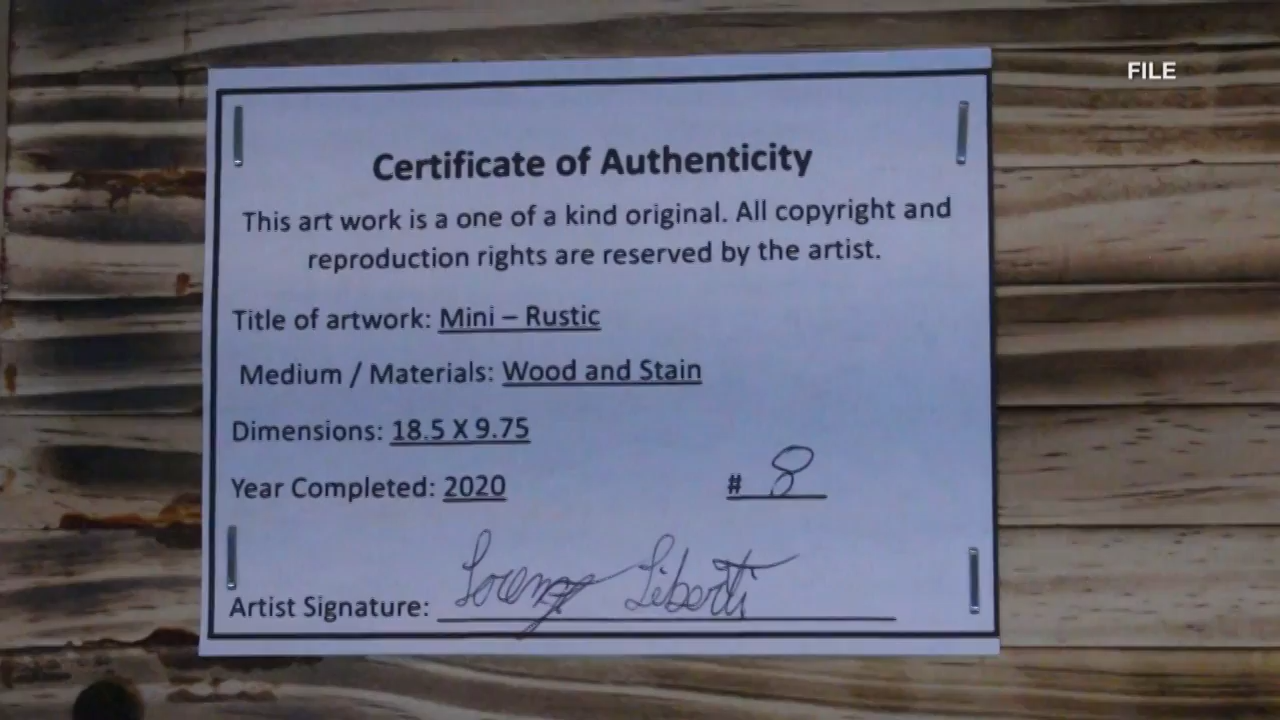 FILE
Certificate of Authenticity
This art work is a one of a kind original. All copyright and
reproduction rights are reserved by the artist.
Title of artwork: Mini – Rustic
Medium / Materials: Wood and Stain
Dimensions: 18.5 X 9.75
Year Completed: 2020 # 8
Artist Signature: Lorenzo Liberti